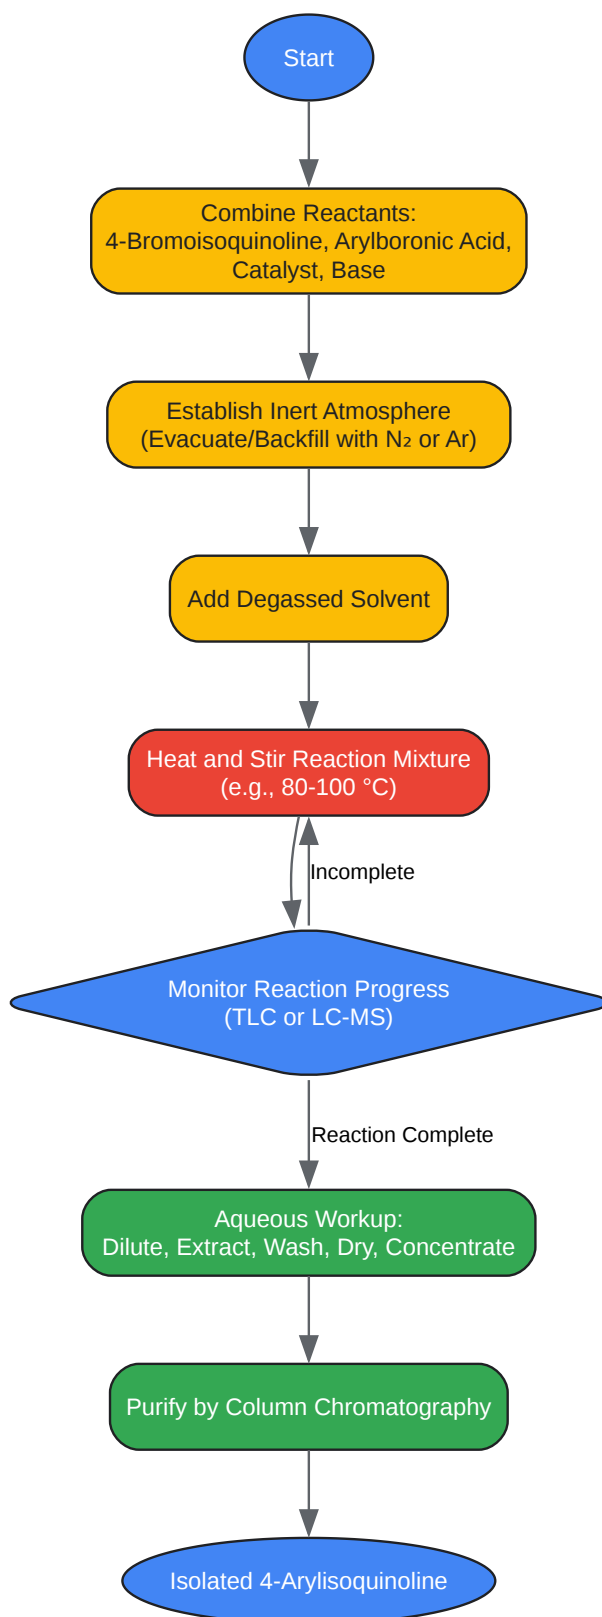 Start
Combine Reactants:
4-Bromoisoquinoline, Arylboronic Acid,
Catalyst, Base
Establish Inert Atmosphere
(Evacuate/Backfill with N₂ or Ar)
Add Degassed Solvent
Heat and Stir Reaction Mixture
(e.g., 80-100 °C)
Incomplete
Monitor Reaction Progress
(TLC or LC-MS)
Reaction Complete
Aqueous Workup:
Dilute, Extract, Wash, Dry, Concentrate
Purify by Column Chromatography
Isolated 4-Arylisoquinoline